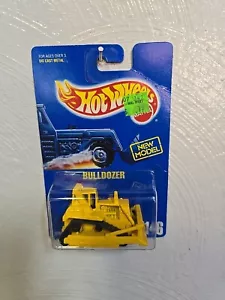 FOR AGES OVER 3
DIE CAST METAL
Hot Wheels
NEW
MODEL
BULLDOZER